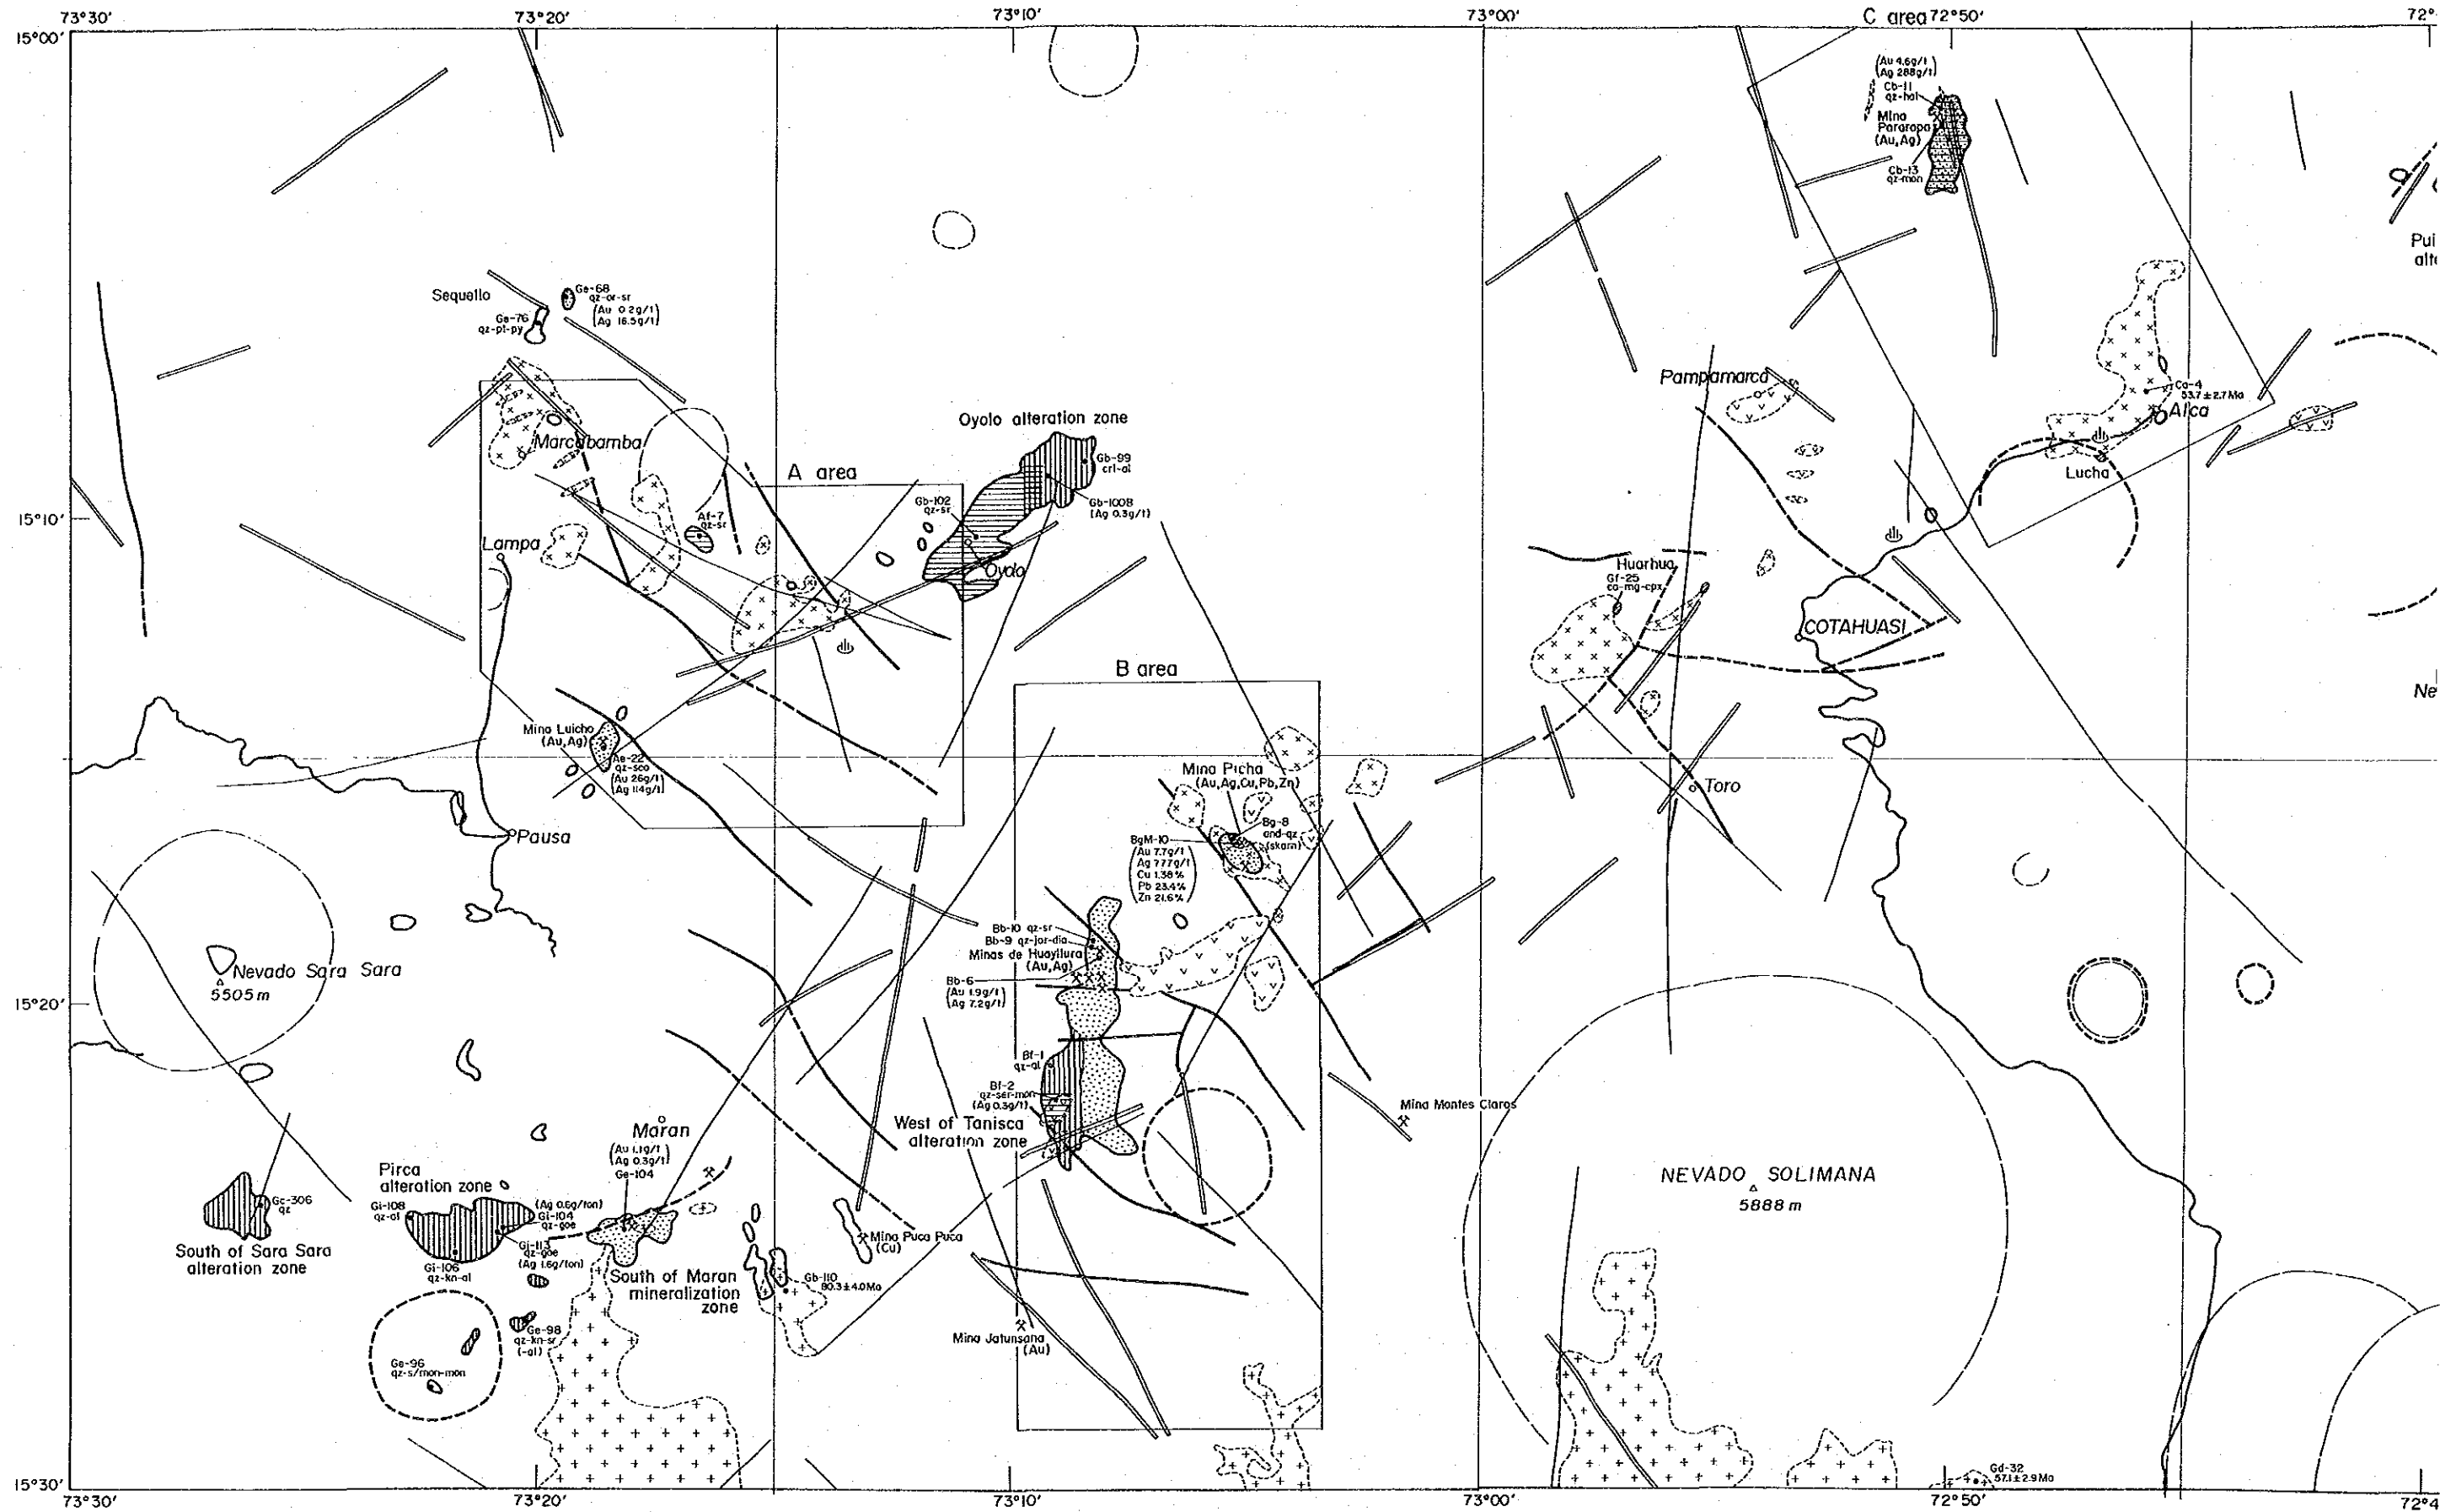 73°30′
73°20′
73°10′
73°00′
C area
72°50′
72°
15°00′
(Au 4.6g/t)
(Ag 288g/t)
Cb-11
qz-hal
Mina
Pararapa
(Au,Ag)
Cb-13
qz-mon
Pui
alte
Sequello
Ge-68
qz-or-sr
(Au 0.2g/t)
(Ag 16.5g/t)
Ga-76
qz-pl-py
Pampamarca
Ca-4
53.7±2.7Ma
Alca
Lucha
Marcabamba
Oyolo alteration zone
A area
Gb-99
crl-al
Gb-100B
(Ag 0.3g/t)
Gb-102
qz-sr
Af-7
qz-sr
15°10′
Lampa
Oyolo
Huarhua
Gf-25
ca-mg-cpx
COTAHUASI
B area
Ne
Mina Luicho
(Au,Ag)
Ae-22
qz-sco
(Au 26g/t)
(Ag 114g/t)
Mina Picha
(Au,Ag,Cu,Pb,Zn)
Toro
Pausa
Bg-8
and-qz
(skarn)
BgM-10
(Au 7.7g/t)
Ag 777g/t
Cu 1.38%
Pb 23.4%
(Zn 21.6%)
Bb-10 qz-sr
Bb-9 qz-jar-dia
Minas de Huayllura
(Au,Ag)
Bb-6
(Au 1.9g/t)
(Ag 7.2g/t)
Nevado Sara Sara
5505 m
15°20′
Bf-1
qz-al
Bf-2
qz-ser-mon
(Ag 0.3g/t)
West of Tanisca
alteration zone
Mina Montes Claros
Maran
(Au 1.1g/t)
(Ag 0.3g/t)
Ge-104
NEVADO SOLIMANA
5888 m
Pirca
alteration zone
Gc-306
qz
Gi-108
qz-al
(Ag 0.6g/ton)
Gi-104
qz-goe
Gi-113
qz-goe
(Ag 1.6g/ton)
Gi-106
qz-kn-al
South of Sara Sara
alteration zone
Mina Puca Puca
(Cu)
South of Maran
mineralization
zone
Gb-110
80.3±4.0Ma
Ge-98
qz-kn-sr
(-al)
Ge-96
qz-s/mon-mon
Mina Jatunsana
(Au)
Gd-32
57.1±2.9Ma
15°30′
73°30′
73°20′
73°10′
73°00′
72°50′
72°4